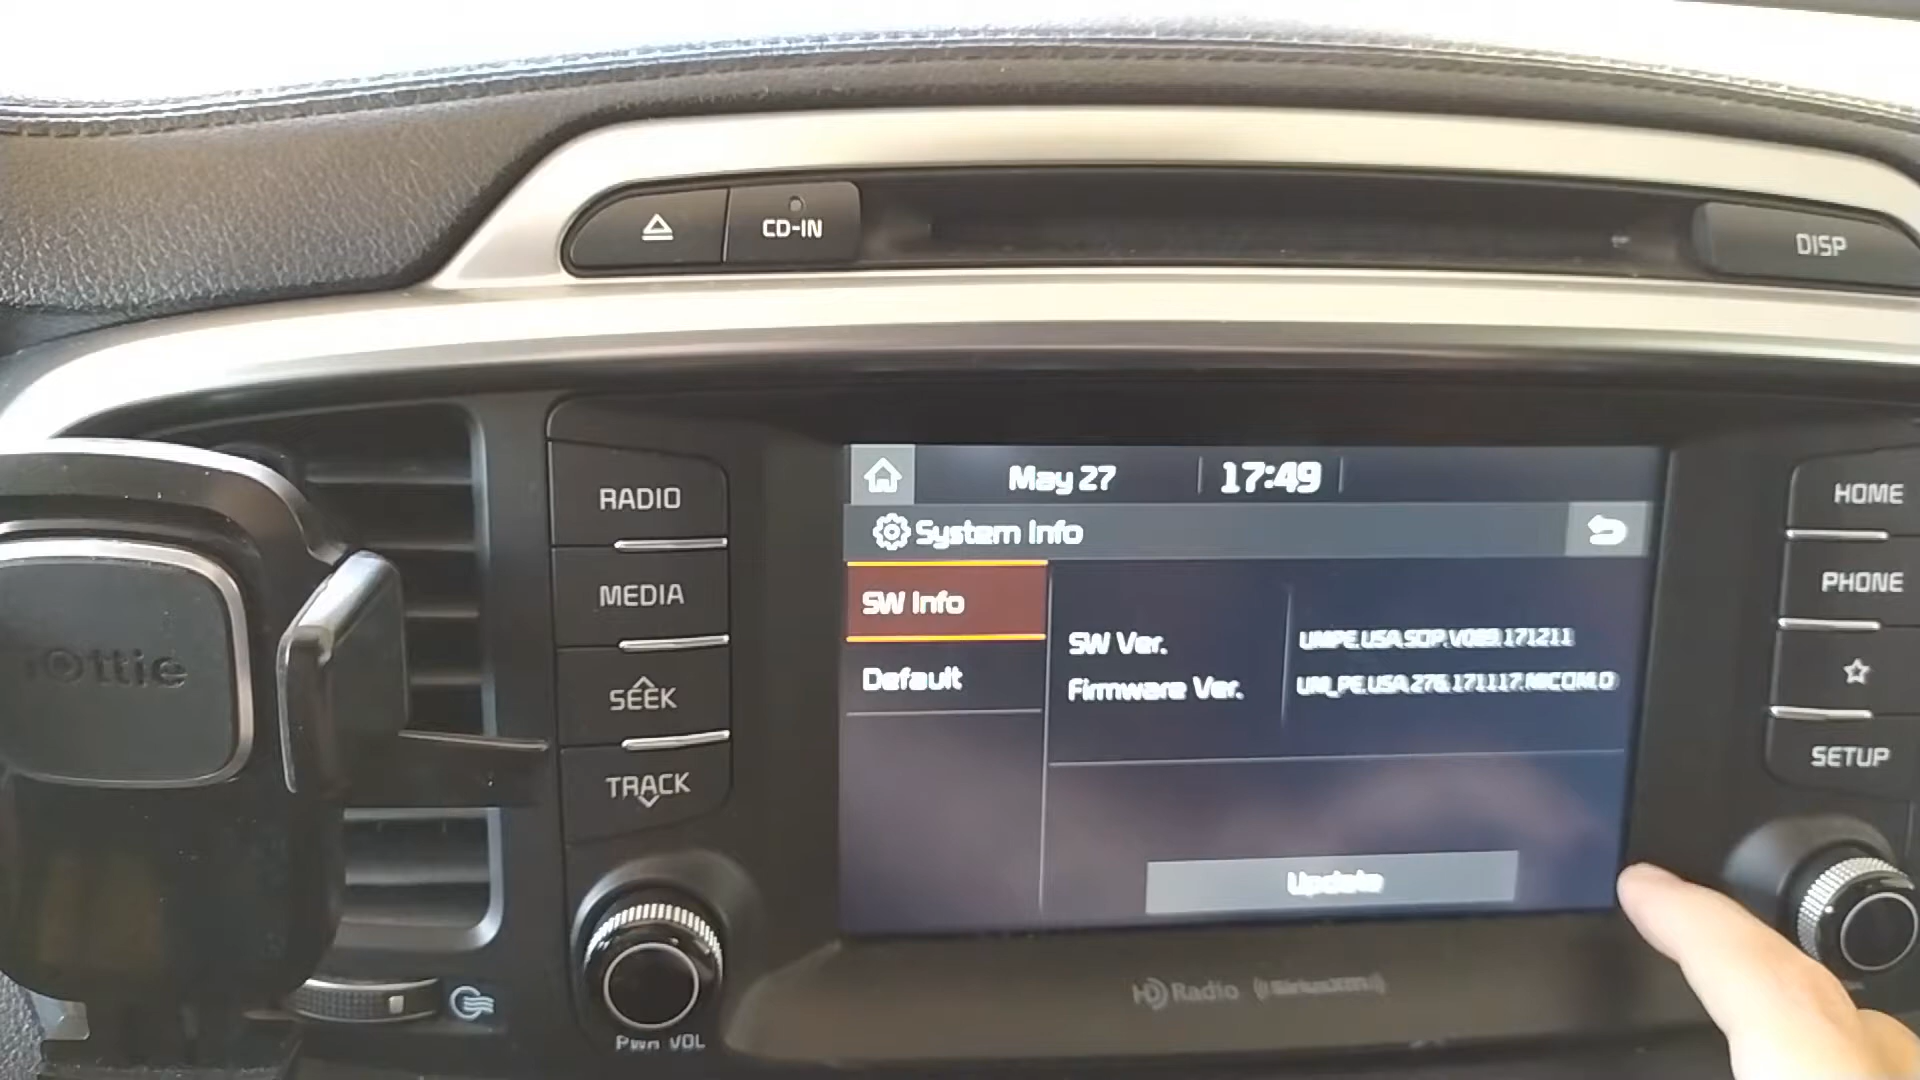 CD-IN
DISP
RADIO
MEDIA
SEEK
TRACK
PWR VOL
May 27
17:49
System Info
SW Info
Default
SW Ver.
UMPE.USA.SOP.V089.171211
Firmware Ver.
UM_PE.USA.276.171117.MICOM.0
Update
HD Radio
((SiriusXM))
HOME
PHONE
SETUP
iOttie